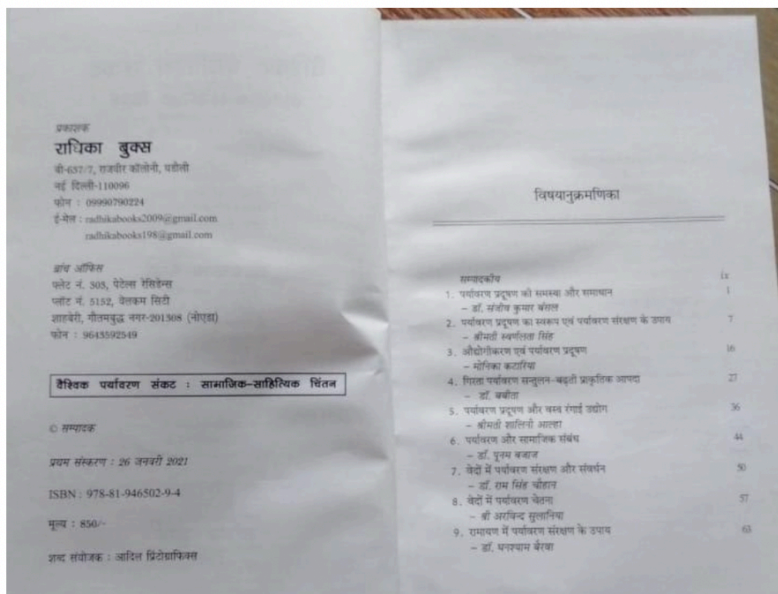 प्रकाशक
राधिका बुक्स
बी-637/7, राजवीर कॉलोनी, घडौली
नई दिल्ली-110096
फोन : 09990790224
ई-मेल : radhikabooks2009@gmail.com
radhikabooks198@gmail.com
ब्रांच ऑफिस
फ्लेट नं. 303, पेटेल्स रेसिडेन्स
प्लॉट नं. 5152, वेलकम सिटी
शाहबेरी, गौतमबुद्ध नगर-201308 (नोएडा)
फोन : 9643592549
वैश्विक पर्यावरण संकट : सामाजिक-साहित्यिक चिंतन
© सम्पादक
प्रथम संस्करण : 26 जनवरी 2021
ISBN : 978-81-946502-9-4
मूल्य : 850/-
शब्द संयोजक : आदिल प्रिंटोग्राफिक्स
विषयानुक्रमणिका
सम्पादकीय ix
1. पर्यावरण प्रदूषण की समस्या और समाधान 1
– डॉ. संजीव कुमार बंसल
2. पर्यावरण प्रदूषण का स्वरूप एवं पर्यावरण संरक्षण के उपाय 7
– श्रीमती स्वर्णलता सिंह
3. औद्योगीकरण एवं पर्यावरण प्रदूषण 16
– मोनिका कटारिया
4. गिरता पर्यावरण सन्तुलन-बढ़ती प्राकृतिक आपदा 27
– डॉ. बबीता
5. पर्यावरण प्रदूषण और वस्त्र रंगाई उद्योग 36
– श्रीमती शालिनी आल्हा
6. पर्यावरण और सामाजिक संबंध 44
– डॉ. पूनम बजाज
7. वेदों में पर्यावरण संरक्षण और संवर्धन 50
– डॉ. राम सिंह चौहान
8. वेदों में पर्यावरण चेतना 57
– श्री अरविन्द सुलानिया
9. रामायण में पर्यावरण संरक्षण के उपाय 63
– डॉ. घनश्याम बैरवा